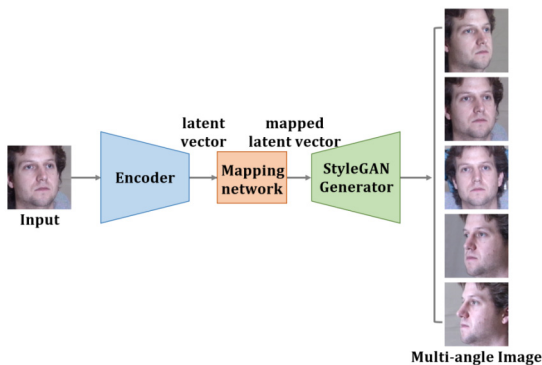 latent
vector
mapped
latent vector
Encoder
Mapping
network
StyleGAN
Generator
Input
Multi-angle Image